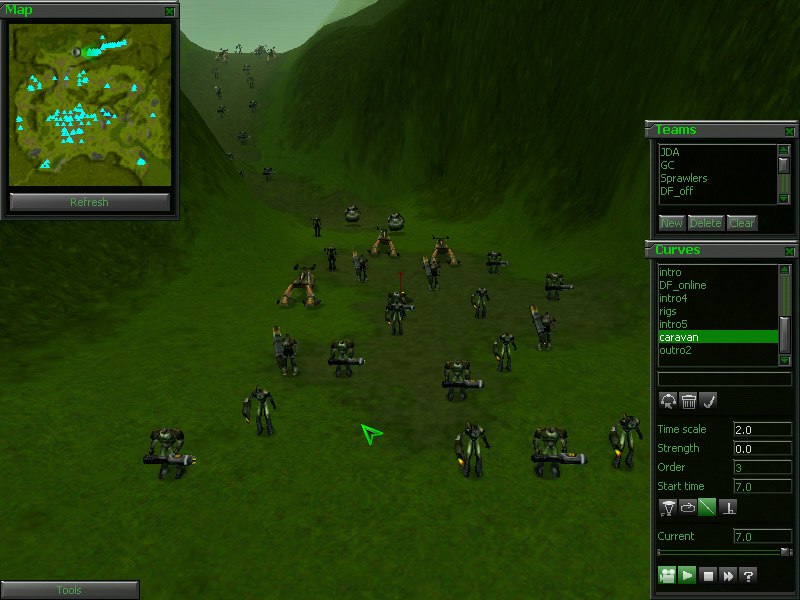 Map
Refresh
Teams
JDA
GC
Sprawlers
DF_off
New Delete Clear
Curves
intro
DF_online
intro4
rigs
intro5
caravan
outro2
Time scale 2.0
Strength 0.0
Order 3
Start time 7.0
Current 7.0
?
Tools